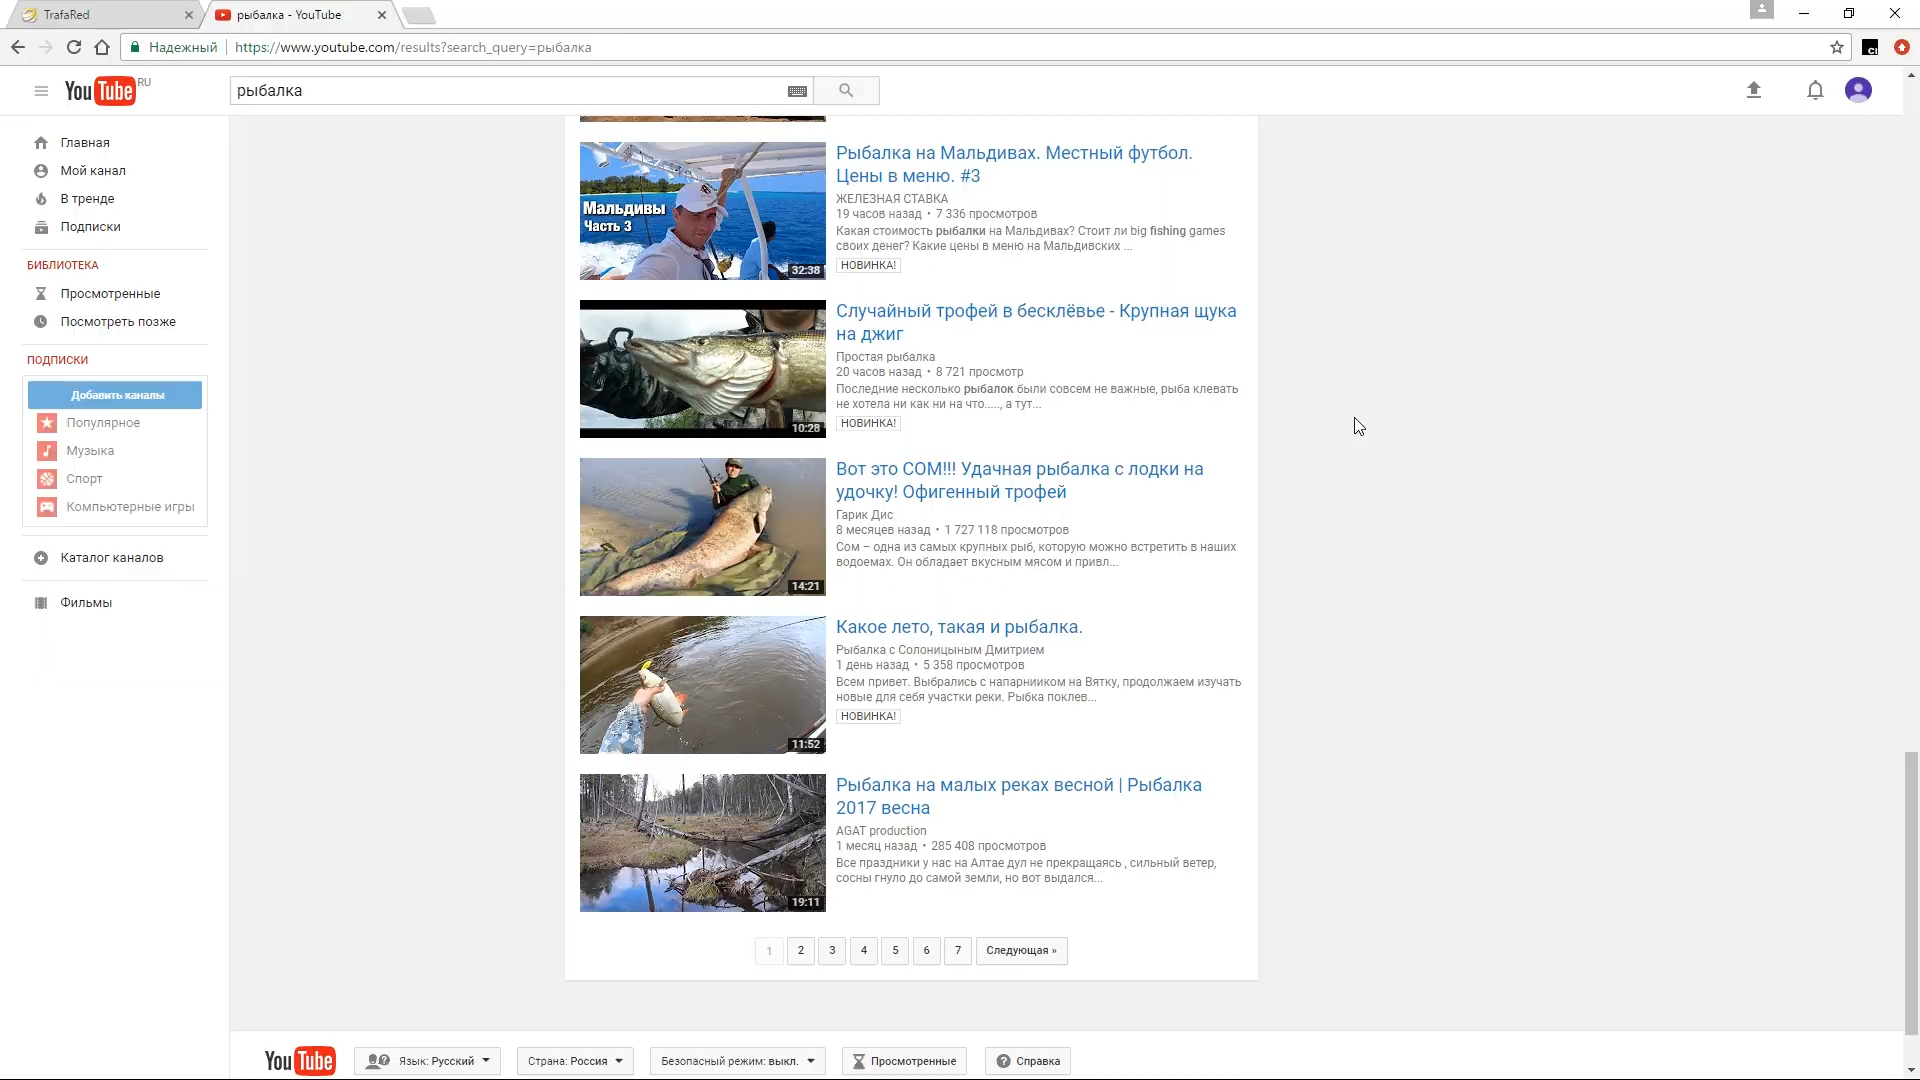 TrafaRed
рыбалка - YouTube
Надежный
https://www.youtube.com/results?search_query=рыбалка
YouTube RU
рыбалка
Главная
Мой канал
В тренде
Подписки
БИБЛИОТЕКА
Просмотренные
Посмотреть позже
ПОДПИСКИ
Добавить каналы
Популярное
Музыка
Спорт
Компьютерные игры
Каталог каналов
Фильмы
Мальдивы
Часть 3
32:38
Рыбалка на Мальдивах. Местный футбол.
Цены в меню. #3
ЖЕЛЕЗНАЯ СТАВКА
19 часов назад • 7 336 просмотров
Какая стоимость рыбалки на Мальдивах? Стоит ли big fishing games
своих денег? Какие цены в меню на Мальдивских ...
НОВИНКА!
10:28
Случайный трофей в бесклёвье - Крупная щука
на джиг
Простая рыбалка
20 часов назад • 8 721 просмотр
Последние несколько рыбалок были совсем не важные, рыба клевать
не хотела ни как ни на что....., а тут...
НОВИНКА!
14:21
Вот это СОМ!!! Удачная рыбалка с лодки на
удочку! Офигенный трофей
Гарик Дис
8 месяцев назад • 1 727 118 просмотров
Сом – одна из самых крупных рыб, которую можно встретить в наших
водоемах. Он обладает вкусным мясом и привл...
11:52
Какое лето, такая и рыбалка.
Рыбалка с Солоницыным Дмитрием
1 день назад • 5 358 просмотров
Всем привет. Выбрались с напарнииком на Вятку, продолжаем изучать
новые для себя участки реки. Рыбка поклев...
НОВИНКА!
19:11
Рыбалка на малых реках весной | Рыбалка
2017 весна
AGAT production
1 месяц назад • 285 408 просмотров
Все праздники у нас на Алтае дул не прекращаясь , сильный ветер,
сосны гнуло до самой земли, но вот выдался...
1 2 3 4 5 6 7 Следующая »
YouTube Язык: Русский Страна: Россия Безопасный режим: выкл. Просмотренные Справка